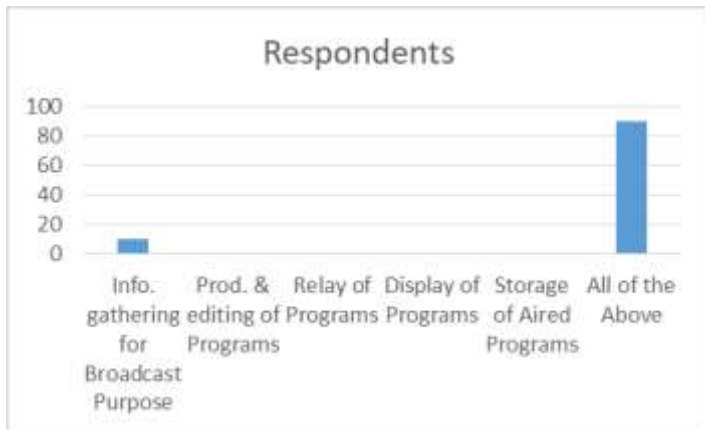 Respondents
100
80
60
40
20
0
Info. gathering for Broadcast Purpose
Prod. & editing of Programs
Relay of Programs
Display of Programs
Storage of Aired Programs
All of the Above